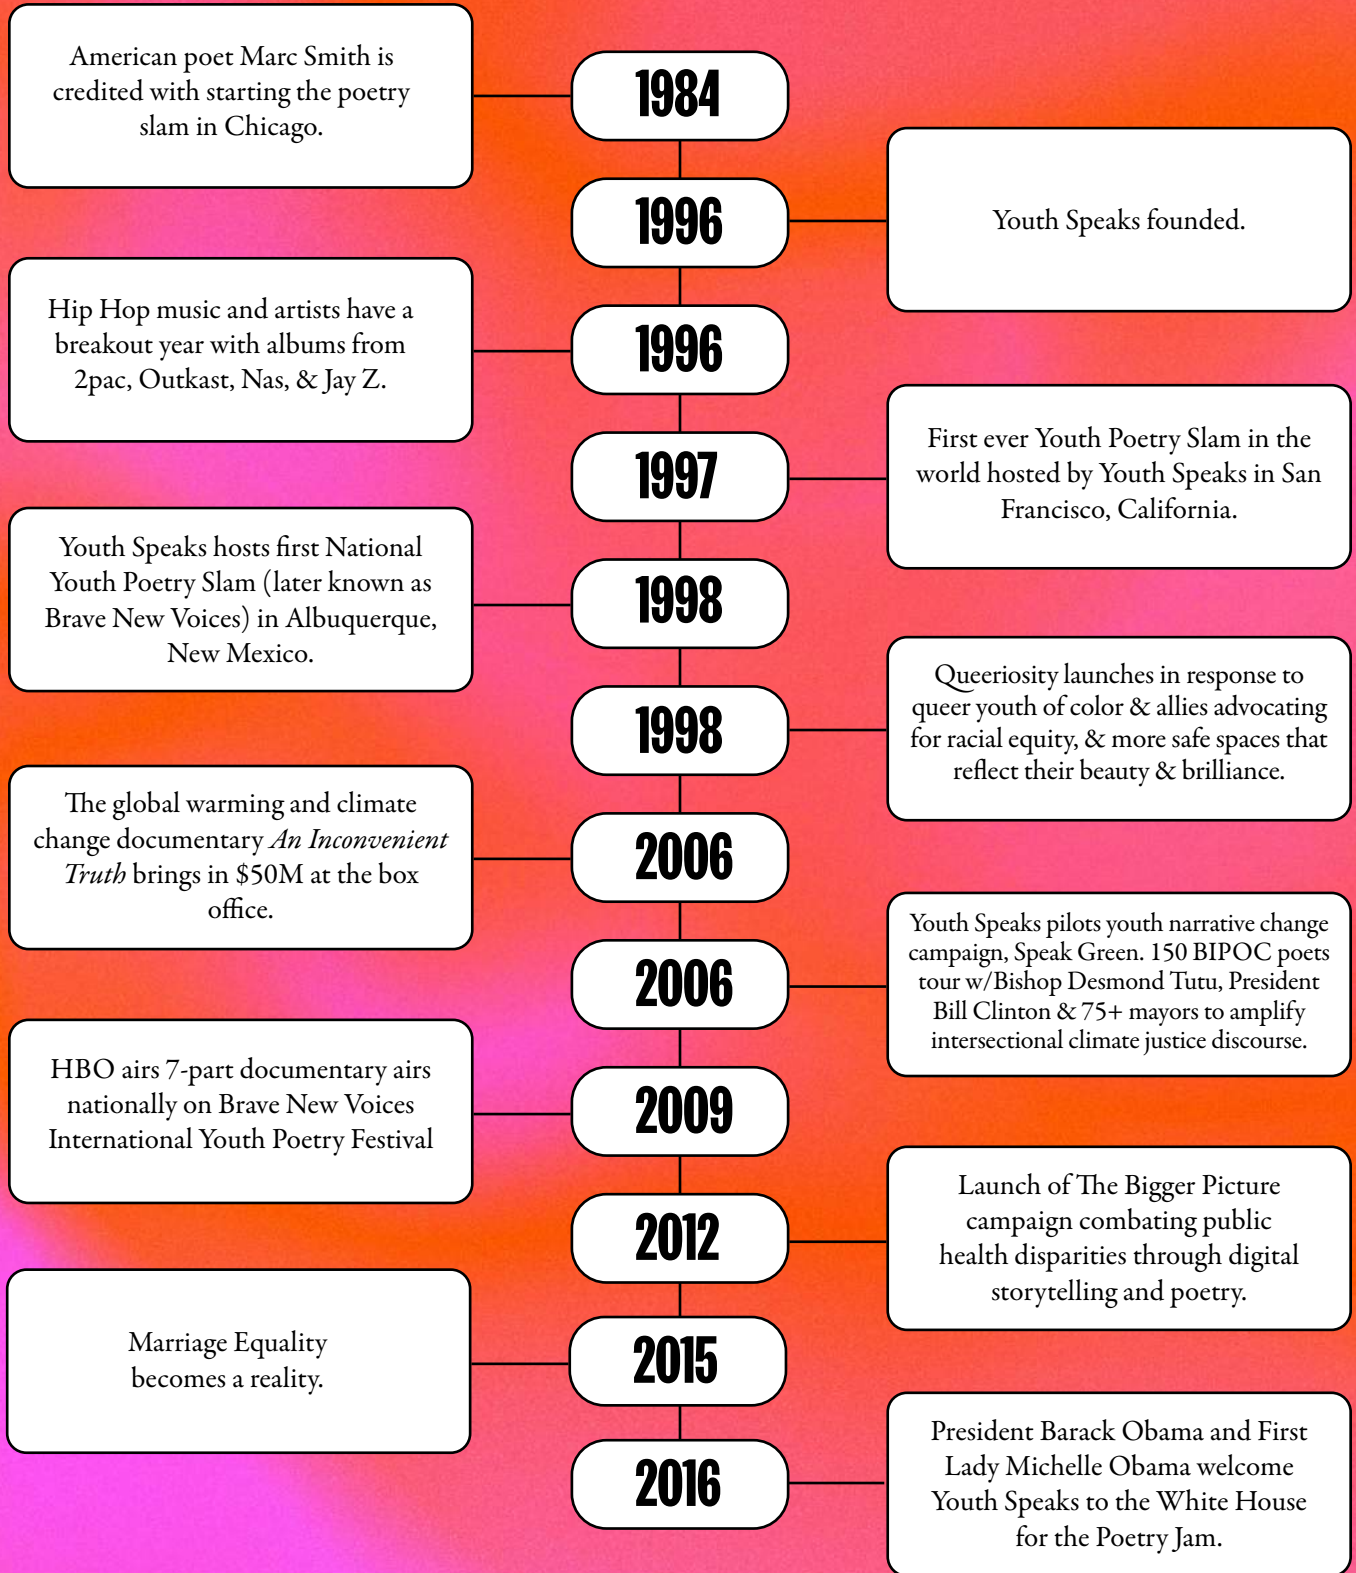 American poet Marc Smith is
credited with starting the poetry
slam in Chicago.
1984
1996
Youth Speaks founded.
Hip Hop music and artists have a
breakout year with albums from
2pac, Outkast, Nas, & Jay Z.
1996
1997
First ever Youth Poetry Slam in the
world hosted by Youth Speaks in San
Francisco, California.
Youth Speaks hosts first National
Youth Poetry Slam (later known as
Brave New Voices) in Albuquerque,
New Mexico.
1998
1998
Queeriosity launches in response to
queer youth of color & allies advocating
for racial equity, & more safe spaces that
reflect their beauty & brilliance.
The global warming and climate
change documentary An Inconvenient
Truth brings in $50M at the box
office.
2006
2006
Youth Speaks pilots youth narrative change
campaign, Speak Green. 150 BIPOC poets
tour w/Bishop Desmond Tutu, President
Bill Clinton & 75+ mayors to amplify
intersectional climate justice discourse.
HBO airs 7-part documentary airs
nationally on Brave New Voices
International Youth Poetry Festival
2009
2012
Launch of The Bigger Picture
campaign combating public
health disparities through digital
storytelling and poetry.
Marriage Equality
becomes a reality.
2015
2016
President Barack Obama and First
Lady Michelle Obama welcome
Youth Speaks to the White House
for the Poetry Jam.